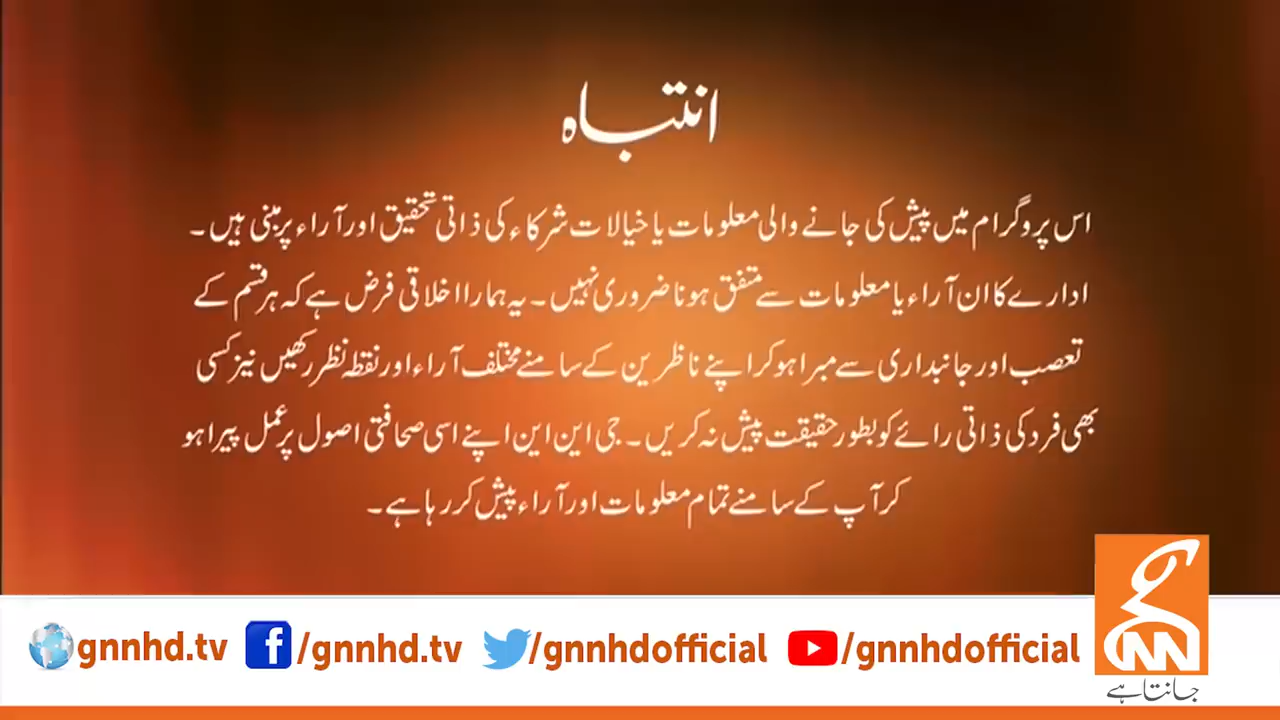 انتباہ
اس پروگرام میں پیش کی جانے والی معلومات یا خیالات شرکاء کی ذاتی تحقیق اور آراء پر مبنی ہیں۔
ادارے کا ان آراء یا معلومات سے متفق ہونا ضروری نہیں۔ یہ ہمارا اخلاقی فرض ہے کہ ہر قسم کے
تعصب اور جانبداری سے مبرا ہو کر اپنے ناظرین کے سامنے مختلف آراء اور نقطہ نظر رکھیں نیز کسی
بھی فرد کی ذاتی رائے کو بطور حقیقت پیش نہ کریں۔ جی این این اپنے اسی صحافتی اصول پر عمل پیرا ہو
کر آپ کے سامنے تمام معلومات اور آراء پیش کر رہا ہے۔
gnnhd.tv /gnnhd.tv /gnnhdofficial /gnnhdofficial
GNN
جانتا ہے